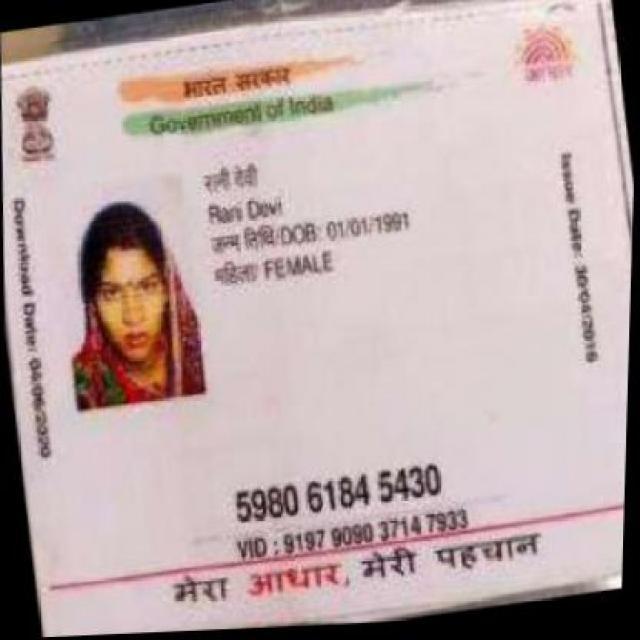 भारत सरकार
Government of India
आधार
रानी देवी
Rani Devi
जन्म तिथि/DOB: 01/01/1991
महिला/ FEMALE
Download Date: 04/06/2020
Issue Date: 30/04/2016
5980 6184 5430
VID : 9197 9090 3714 7933
मेरा आधार, मेरी पहचान